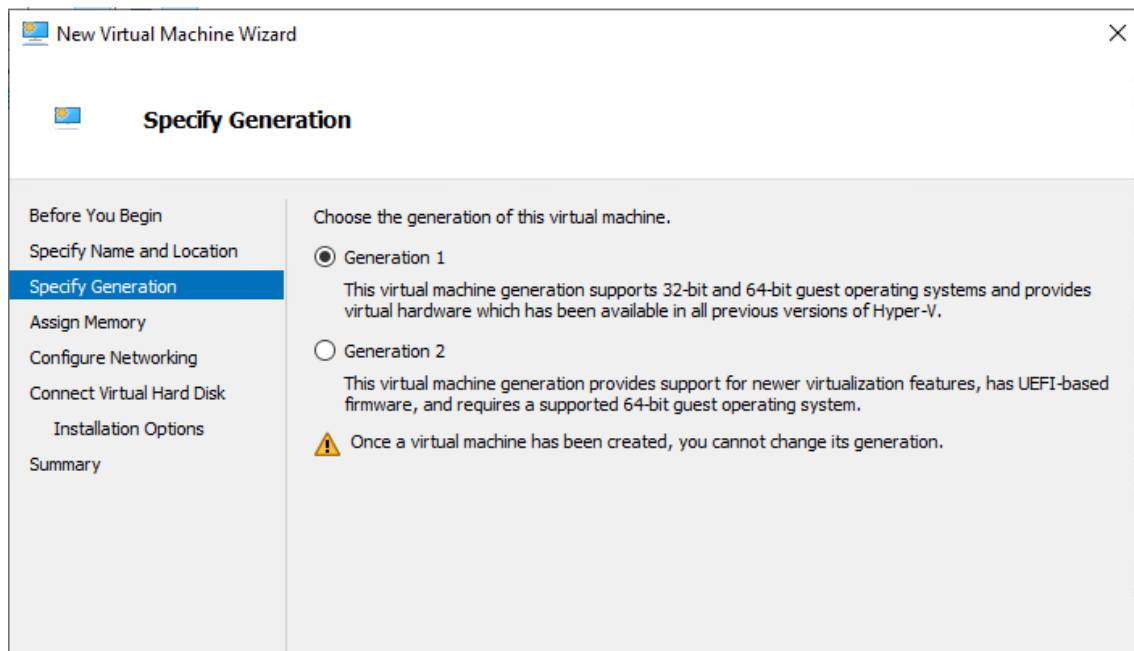 New Virtual Machine Wizard
Specify Generation
Before You Begin
Specify Name and Location
Specify Generation
Assign Memory
Configure Networking
Connect Virtual Hard Disk
Installation Options
Summary
Choose the generation of this virtual machine.
Generation 1
This virtual machine generation supports 32-bit and 64-bit guest operating systems and provides
virtual hardware which has been available in all previous versions of Hyper-V.
Generation 2
This virtual machine generation provides support for newer virtualization features, has UEFI-based
firmware, and requires a supported 64-bit guest operating system.
Once a virtual machine has been created, you cannot change its generation.